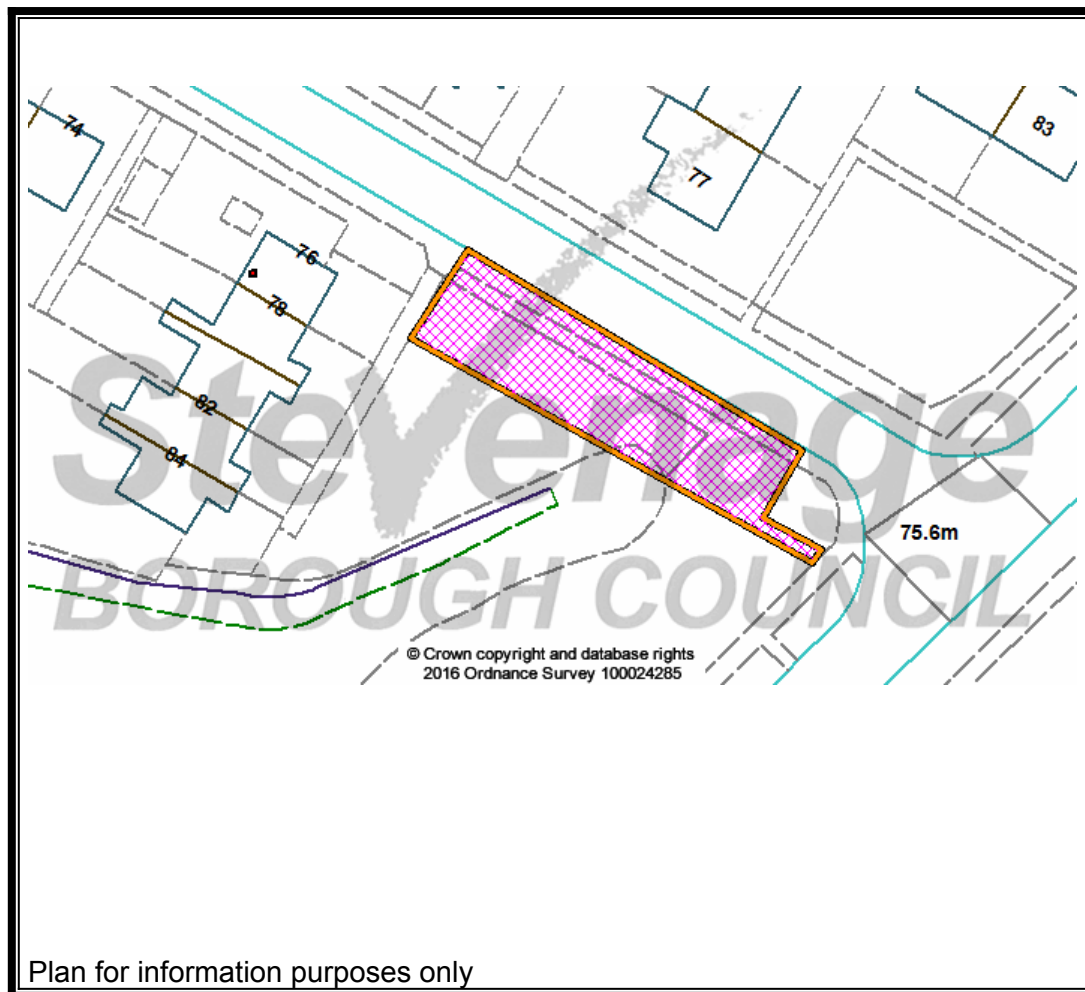 74
83
77
76
78
82
84
Stevenage
75.6m
BOROUGH COUNCIL
© Crown copyright and database rights
2016 Ordnance Survey 100024285
Plan for information purposes only